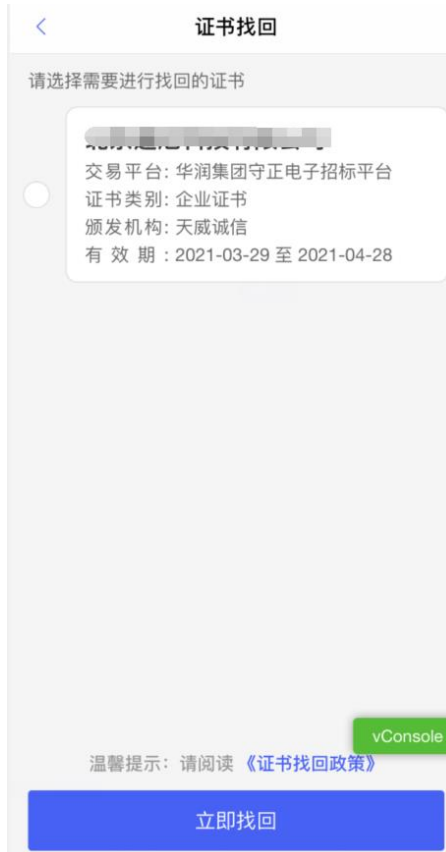 证书找回
请选择需要进行找回的证书
交易平台: 华润集团守正电子招标平台
证书类别: 企业证书
颁发机构: 天威诚信
有 效 期 : 2021-03-29 至 2021-04-28
vConsole
温馨提示: 请阅读《证书找回政策》
立即找回